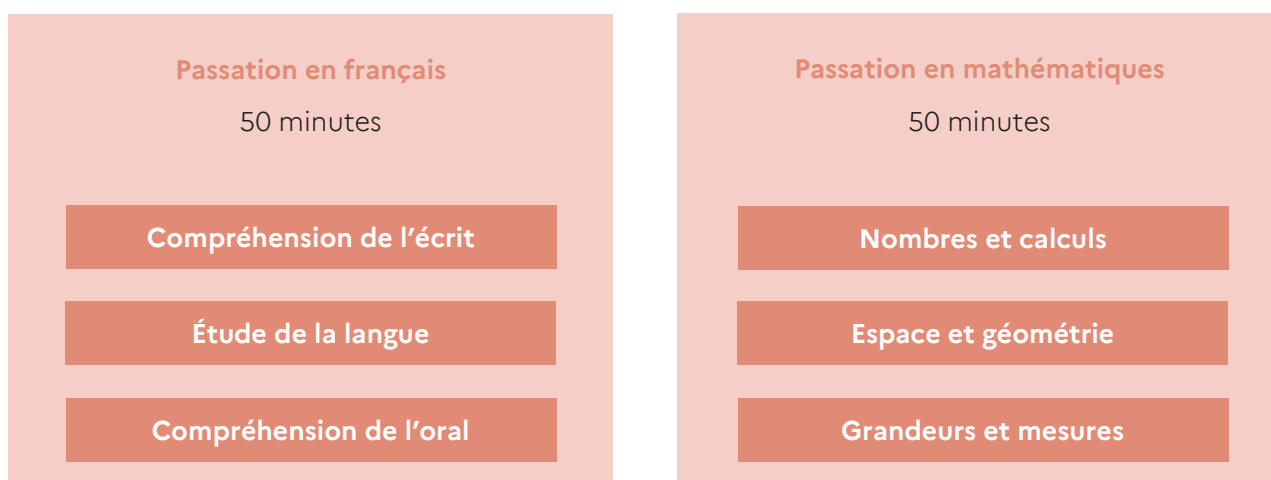 Passation en français
50 minutes
Compréhension de l'écrit
Étude de la langue
Compréhension de l'oral
Passation en mathématiques
50 minutes
Nombres et calculs
Espace et géométrie
Grandeurs et mesures